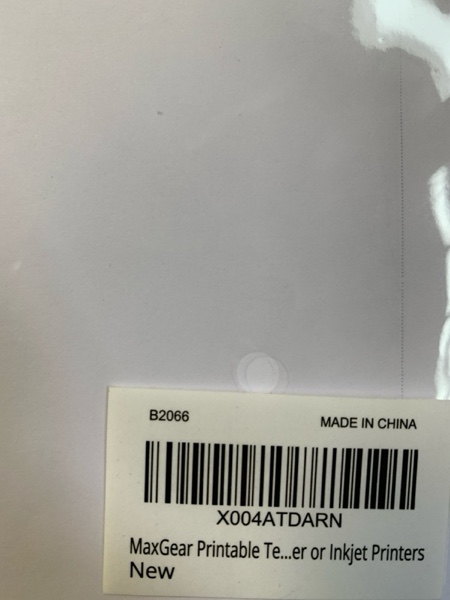 B2066
MADE IN CHINA
X004ATDARN
MaxGear Printable Te...er or Inkjet Printers
New